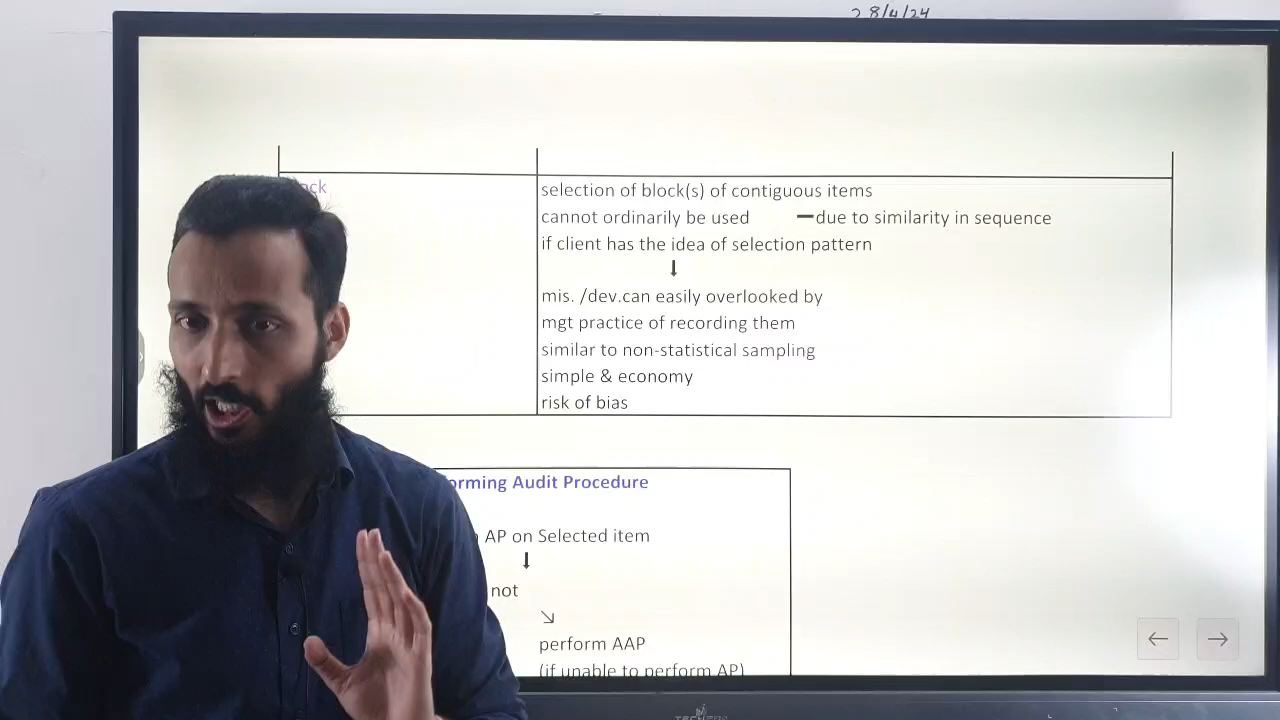 28/4/24
ock
selection of block(s) of contiguous items
cannot ordinarily be used — due to similarity in sequence
if client has the idea of selection pattern
↓
mis. /dev.can easily overlooked by
mgt practice of recording them
similar to non-statistical sampling
simple & economy
risk of bias
orming Audit Procedure
AP on Selected item
↓
not
↘
perform AAP
(if unable to perform AP)
← →